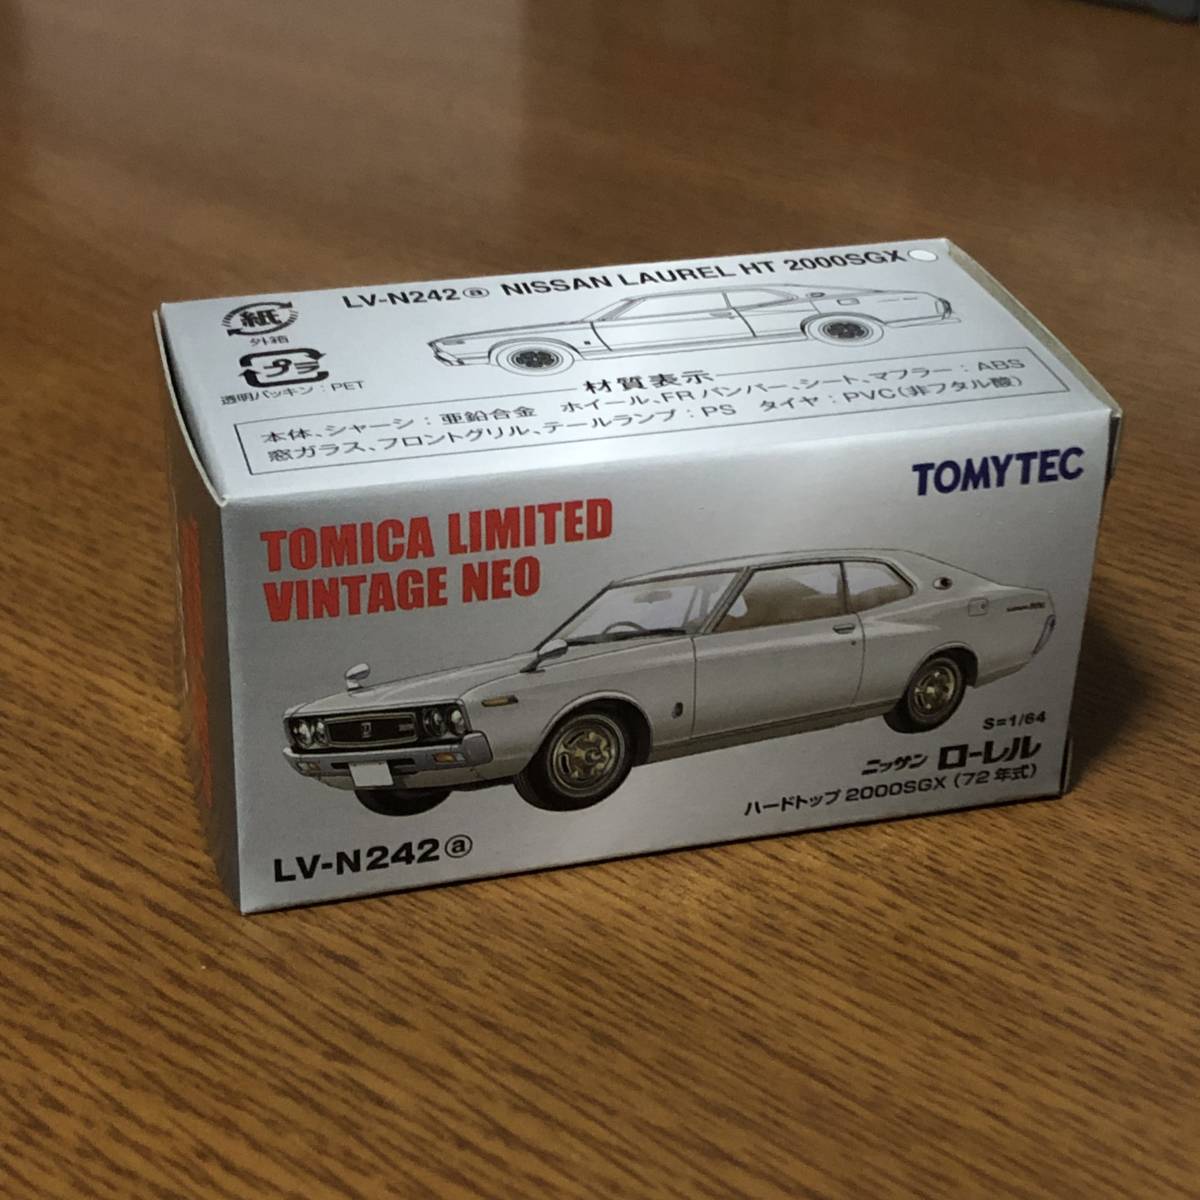 LV-N242ⓐ NISSAN LAUREL HT 2000SGX
紙
外箱
プラ
透明パッキン：PET
材質表示
本体、シャーシ：亜鉛合金 ホイール、FRバンパー、シート、マフラー：ABS
窓ガラス、フロントグリル、テールランプ：PS タイヤ：PVC(非フタル酸)
TOMYTEC
TOMICA LIMITED
VINTAGE NEO
S=1/64
ニッサン ローレル
ハードトップ 2000SGX (72年式)
LV-N242ⓐ